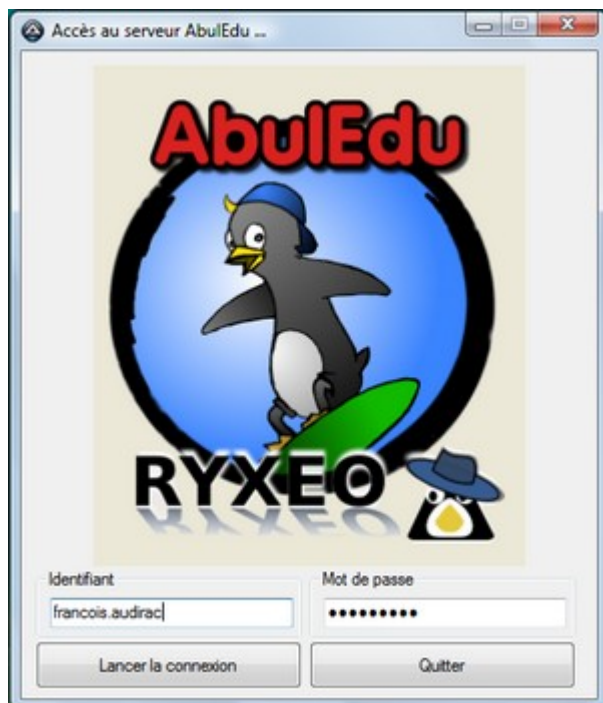 Accès au serveur AbulEdu ...
AbulEdu
RYXEO
Identifiant
Mot de passe
francois.audirac
•••••••••
Lancer la connexion
Quitter